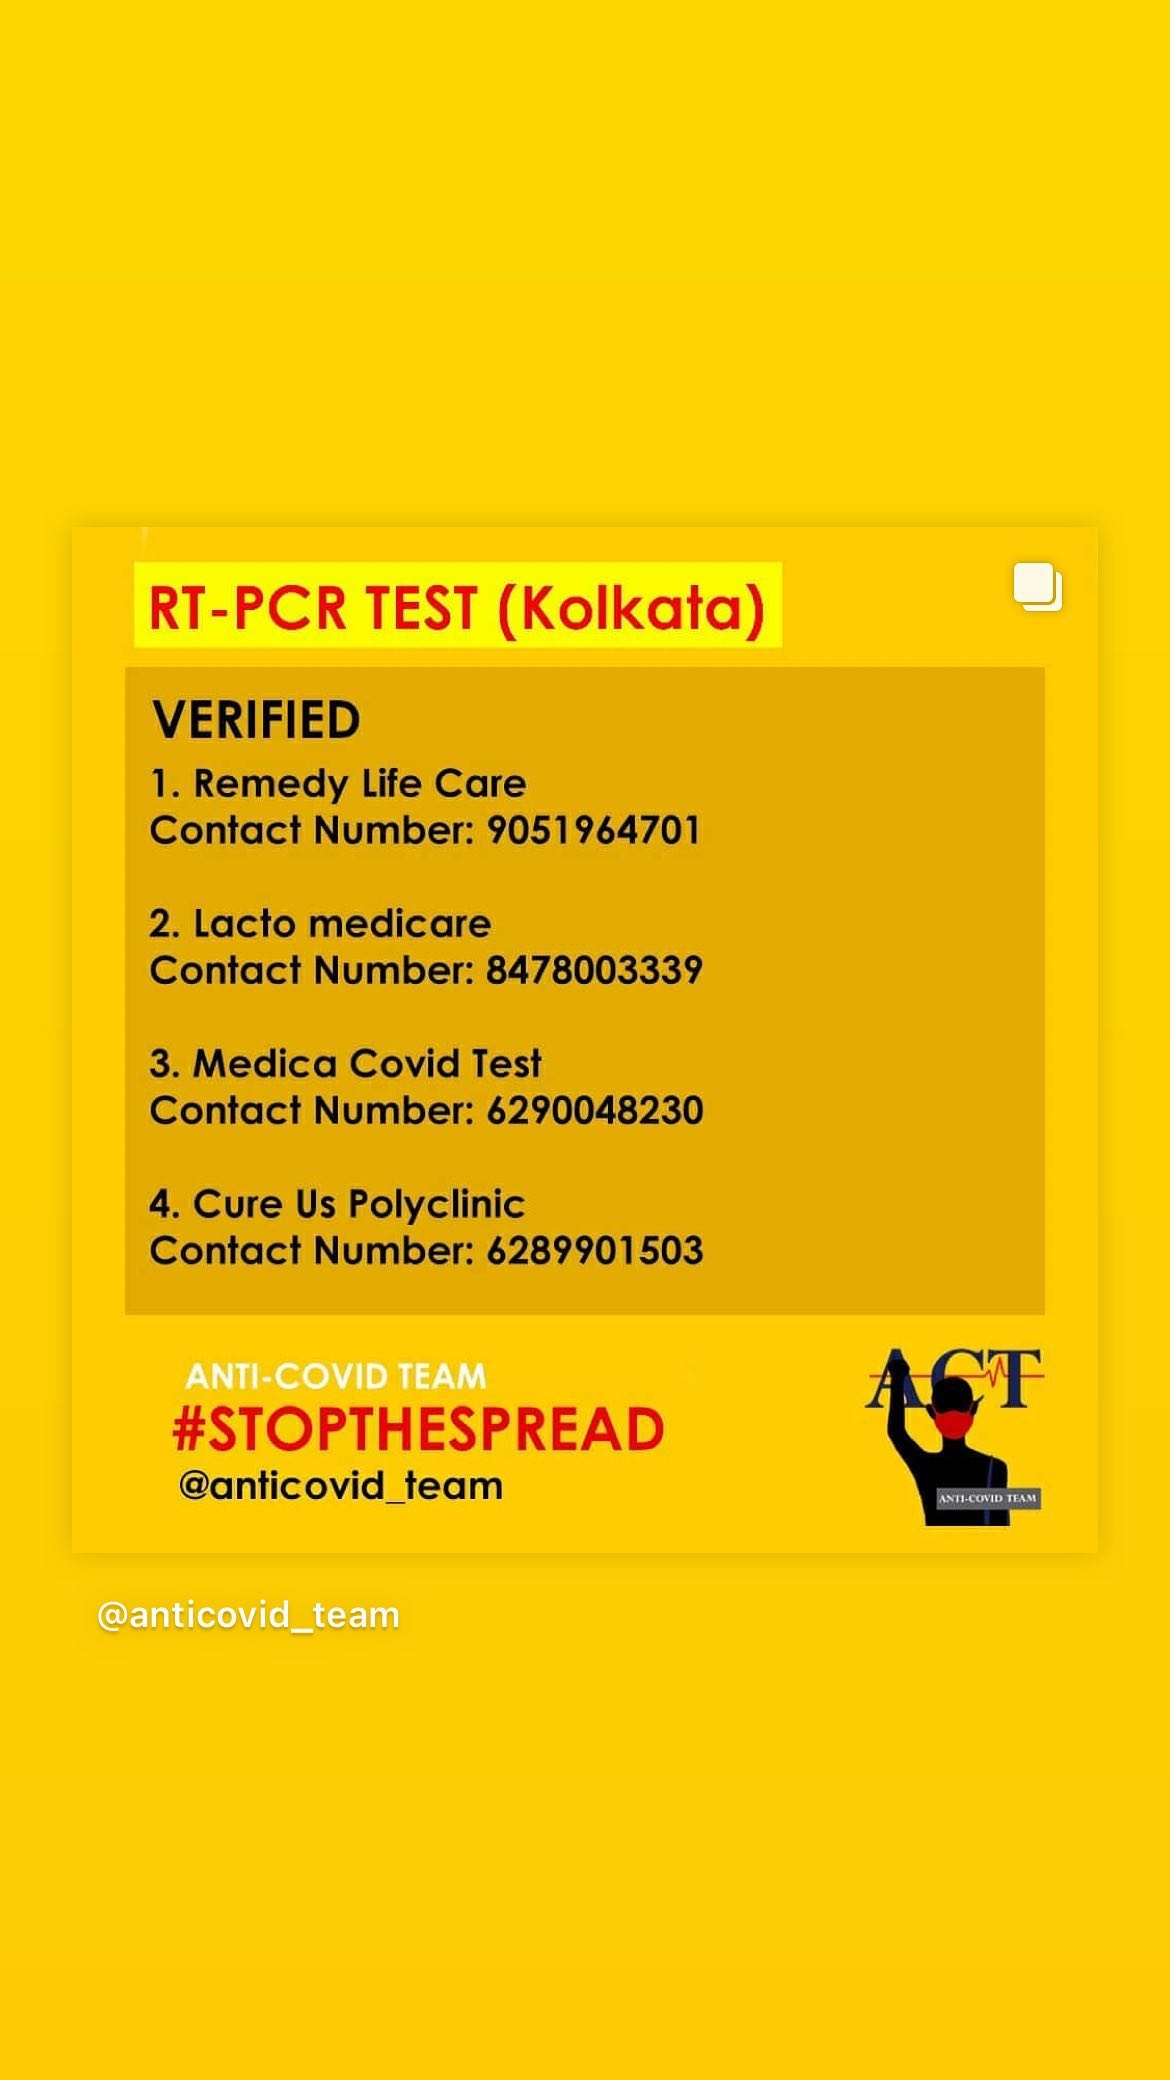 RT-PCR TEST (Kolkata)
VERIFIED
1. Remedy Life Care
Contact Number: 9051964701
2. Lacto medicare
Contact Number: 8478003339
3. Medica Covid Test
Contact Number: 6290048230
4. Cure Us Polyclinic
Contact Number: 6289901503
ANTI-COVID TEAM
#STOPTHESPREAD
@anticovid_team
ACT
ANTI-COVID TEAM
@anticovid_team